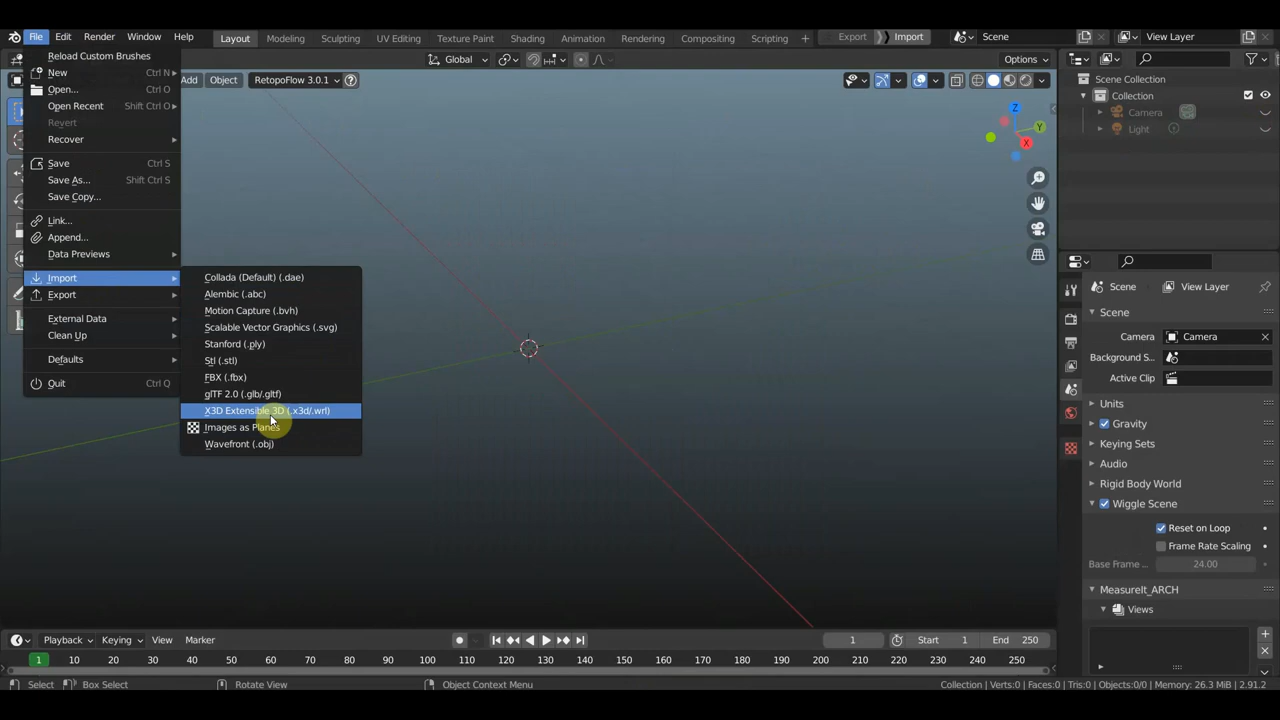 File Edit Render Window Help Layout Modeling Sculpting UV Editing Texture Paint Shading Animation Rendering Compositing Scripting + Export Import Scene View Layer
Reload Custom Brushes
New Ctrl N
Open... Ctrl O
Open Recent Shift Ctrl O
Revert
Recover
Save Ctrl S
Save As... Shift Ctrl S
Save Copy...
Link...
Append...
Data Previews
Import
Export
External Data
Clean Up
Defaults
Quit Ctrl Q
Collada (Default) (.dae)
Alembic (.abc)
Motion Capture (.bvh)
Scalable Vector Graphics (.svg)
Stanford (.ply)
Stl (.stl)
FBX (.fbx)
glTF 2.0 (.glb/.gltf)
X3D Extensible 3D (.x3d/.wrl)
Images as Planes
Wavefront (.obj)
Global Options
Add Object RetopoFlow 3.0.1 ?
Z
Y
X
Scene Collection
Collection
Camera
Light
Scene View Layer
Scene
Camera Camera
Background S...
Active Clip
Units
Gravity
Keying Sets
Audio
Rigid Body World
Wiggle Scene
Reset on Loop
Frame Rate Scaling
Base Frame ... 24.00
MeasureIt_ARCH
Views
Playback Keying View Marker 1 Start 1 End 250
1 10 20 30 40 50 60 70 80 90 100 110 120 130 140 150 160 170 180 190 200 210 220 230 240 250
Select Box Select Rotate View Object Context Menu Collection | Verts:0 | Faces:0 | Tris:0 | Objects:0/0 | Memory: 26.3 MiB | 2.91.2